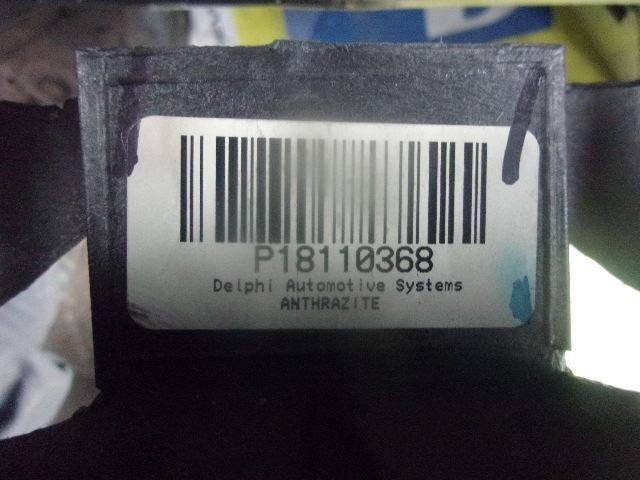 P18110368
Delphi Automotive Systems
ANTHRAZITE